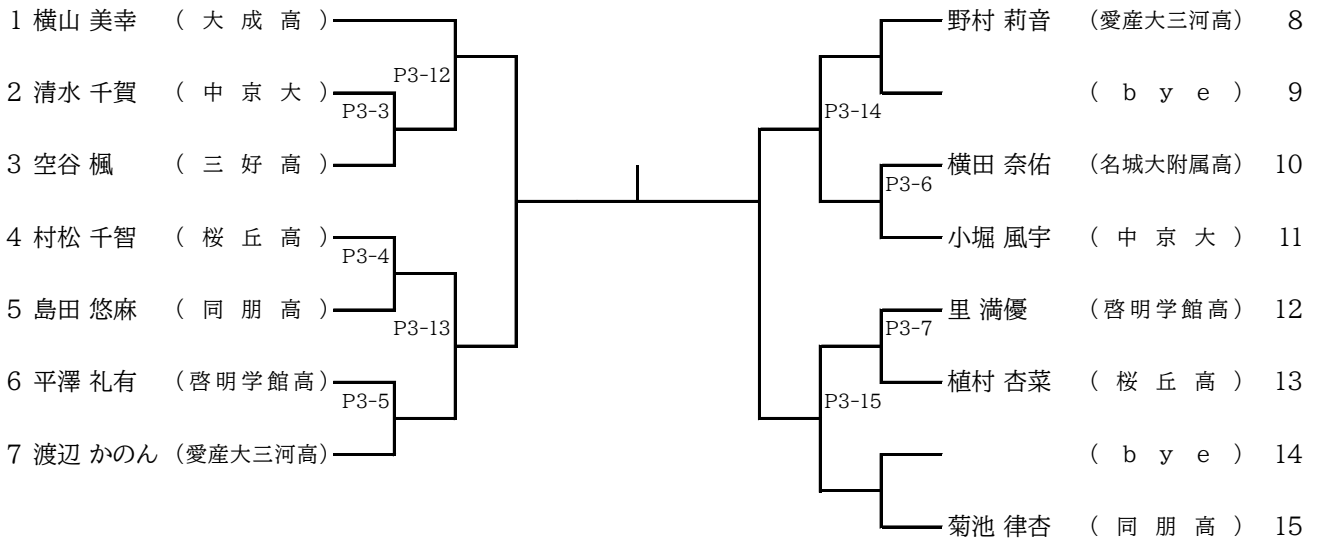 1 横山 美幸 (大成高)
P3-12
2 清水 千賀 (中京大)
P3-3
3 空谷 楓 (三好高)
4 村松 千智 (桜丘高)
P3-4
5 島田 悠麻 (同朋高)
P3-13
6 平澤 礼有 (啓明学館高)
P3-5
7 渡辺 かのん (愛産大三河高)
野村 莉音 (愛産大三河高) 8
(bye) 9
P3-14
横田 奈佑 (名城大附属高) 10
P3-6
小堀 風宇 (中京大) 11
里 満優 (啓明学館高) 12
P3-7
植村 杏菜 (桜丘高) 13
P3-15
(bye) 14
菊池 律杏 (同朋高) 15